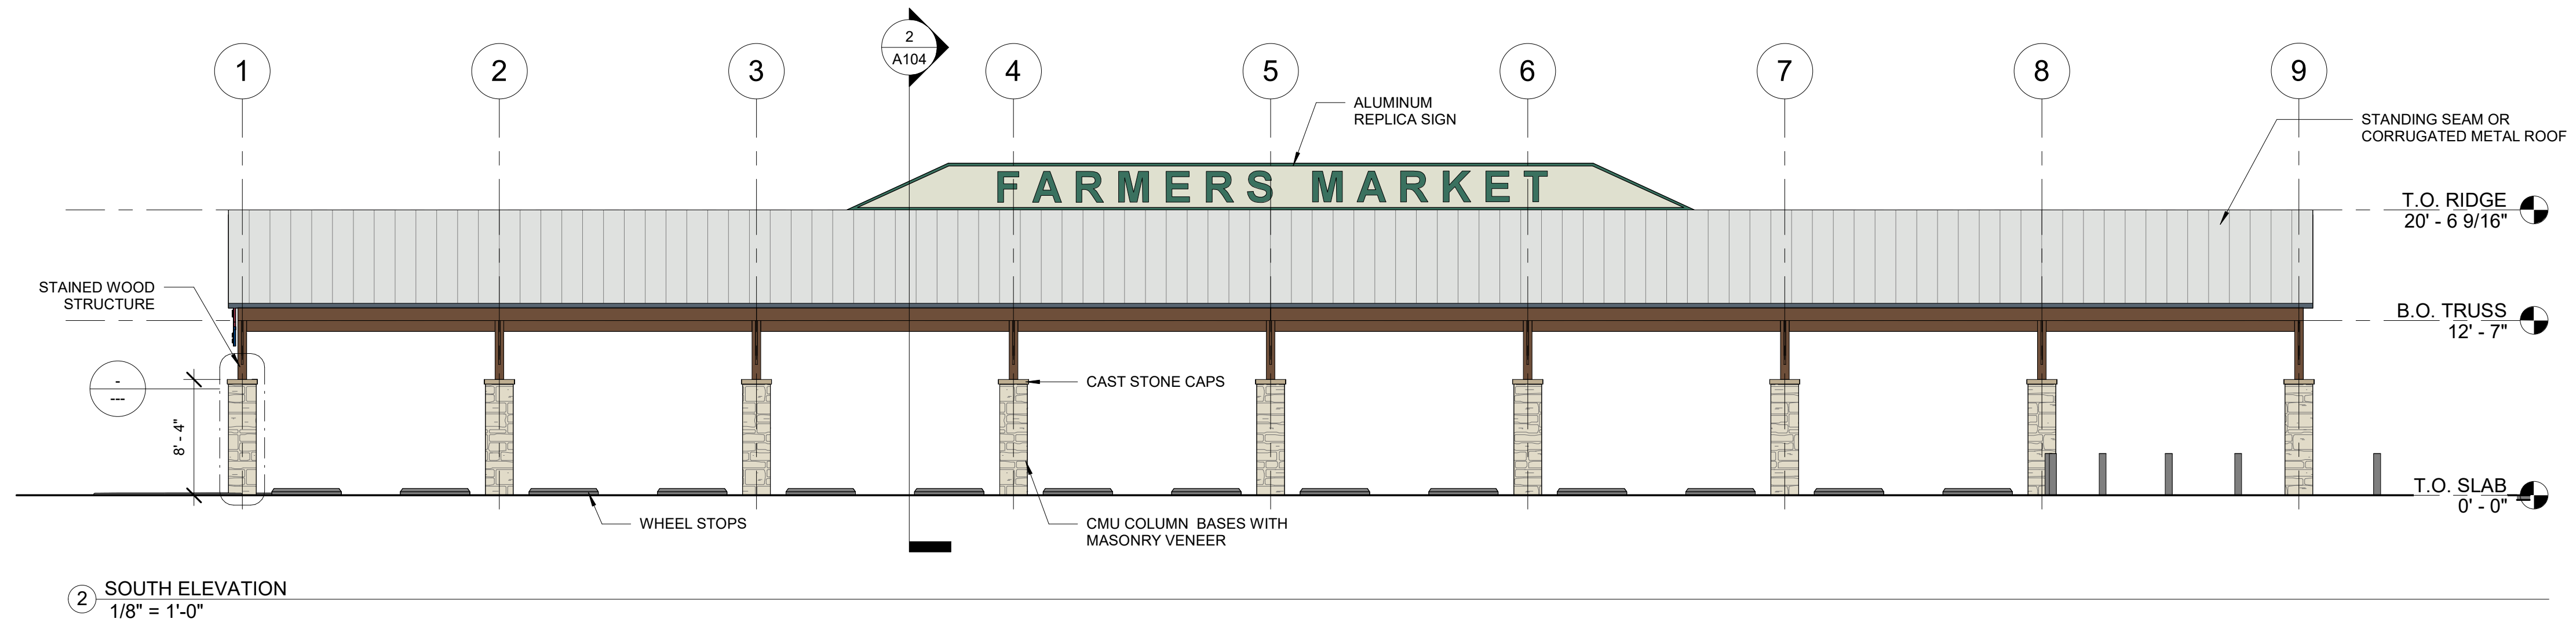 2
A104
1
2
3
4
5
6
7
8
9
ALUMINUM
REPLICA SIGN
STANDING SEAM OR
CORRUGATED METAL ROOF
FARMERS MARKET
T.O. RIDGE
20' - 6 9/16"
STAINED WOOD
STRUCTURE
B.O. TRUSS
12' - 7"
-
---
CAST STONE CAPS
8' - 4"
T.O. SLAB
0' - 0"
WHEEL STOPS
CMU COLUMN  BASES WITH
MASONRY VENEER
2
SOUTH ELEVATION
1/8" = 1'-0"